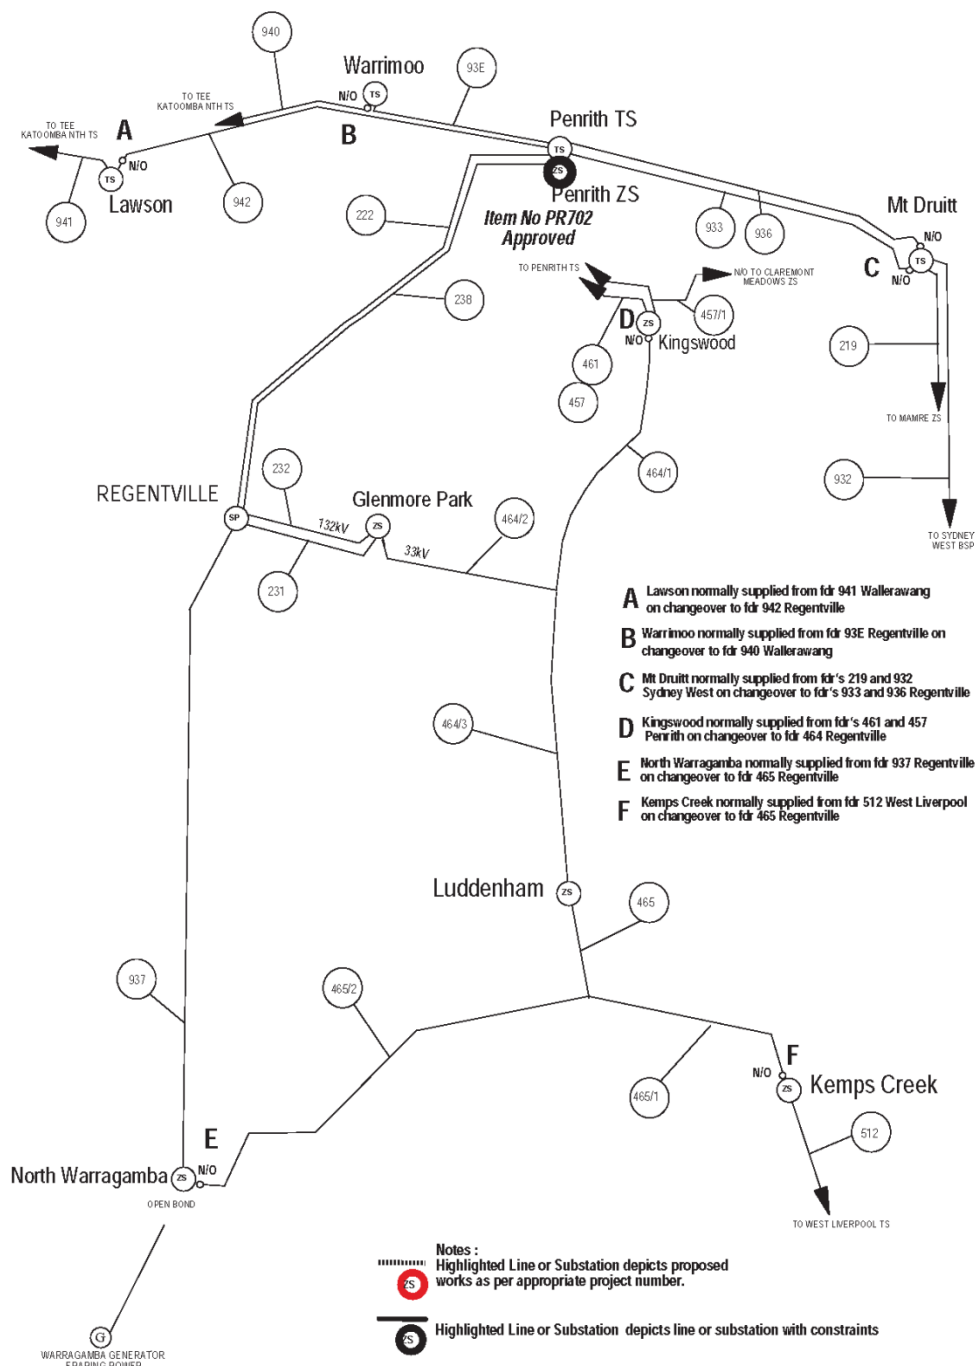 940
93E
Warrimoo
N/O
TS
TO TEE
KATOOMBA NTH TS
TO TEE
KATOOMBA NTH TS
A
B
Penrith TS
TS
ZS
Penrith ZS
Item No PR702
Approved
N/O
TS
Lawson
941
942
222
933
936
Mt Druitt
N/O
C
TS
N/O
TO PENRITH TS
N/O TO CLAREMONT
MEADOWS ZS
238
457/1
D
ZS
N/O
Kingswood
461
457
219
TO MAMRE ZS
464/1
932
232
REGENTVILLE
Glenmore Park
464/2
SP
132kV
ZS
33kV
231
TO SYDNEY
WEST BSP
A Lawson normally supplied from fdr 941 Wallerawang
on changeover to fdr 942 Regentville
B Warrimoo normally supplied from fdr 93E Regentville on
changeover to fdr 940 Wallerawang
C Mt Druitt normally supplied from fdr's 219 and 932
Sydney West on changeover to fdr's 933 and 936 Regentville
D Kingswood normally supplied from fdr's 461 and 457
Penrith on changeover to fdr 464 Regentville
E North Warragamba normally supplied from fdr 937 Regentville
on changeover to fdr 465 Regentville
F Kemps Creek normally supplied from fdr 512 West Liverpool
on changeover to fdr 465 Regentville
464/3
Luddenham
ZS
465
937
465/2
F
N/O
ZS
Kemps Creek
465/1
512
E
North Warragamba
ZS
N/O
OPEN BOND
TO WEST LIVERPOOL TS
Notes :
Highlighted Line or Substation depicts proposed
works as per appropriate project number.
ZS
Highlighted Line or Substation depicts line or substation with constraints
ZS
G
WARRAGAMBA GENERATOR
ERARING POWER